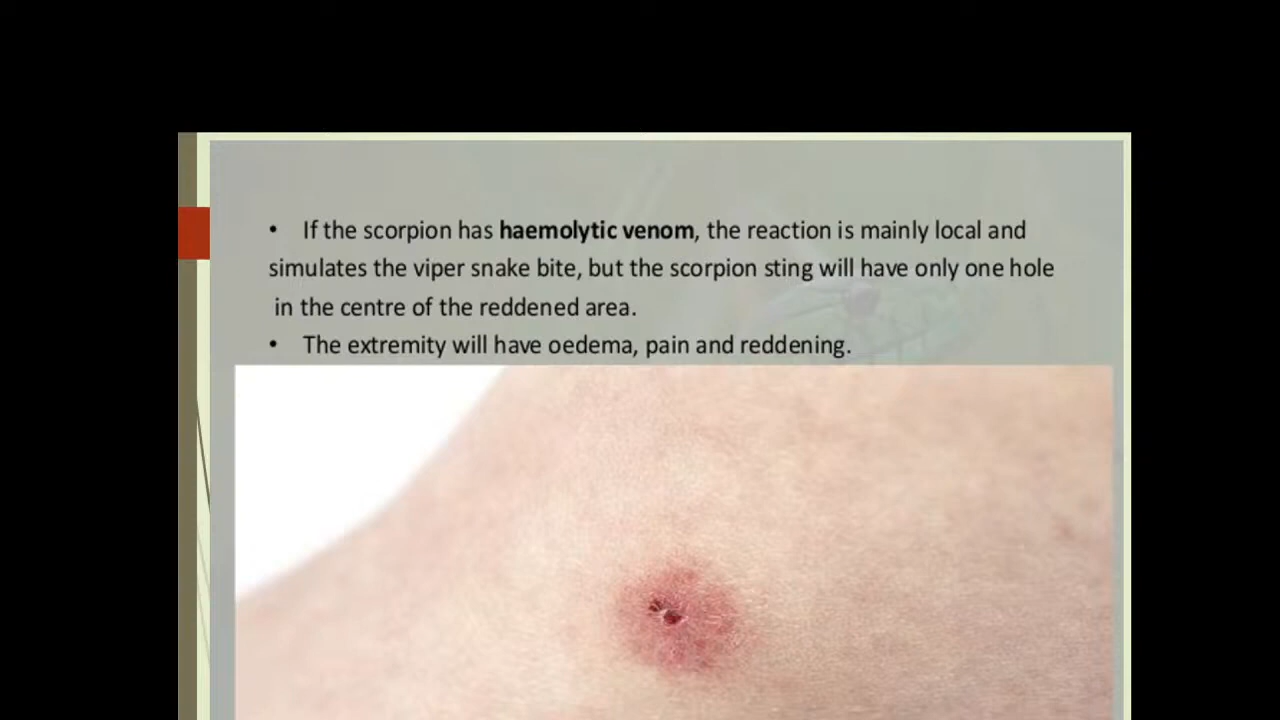 • If the scorpion has haemolytic venom, the reaction is mainly local and
simulates the viper snake bite, but the scorpion sting will have only one hole
in the centre of the reddened area.
• The extremity will have oedema, pain and reddening.